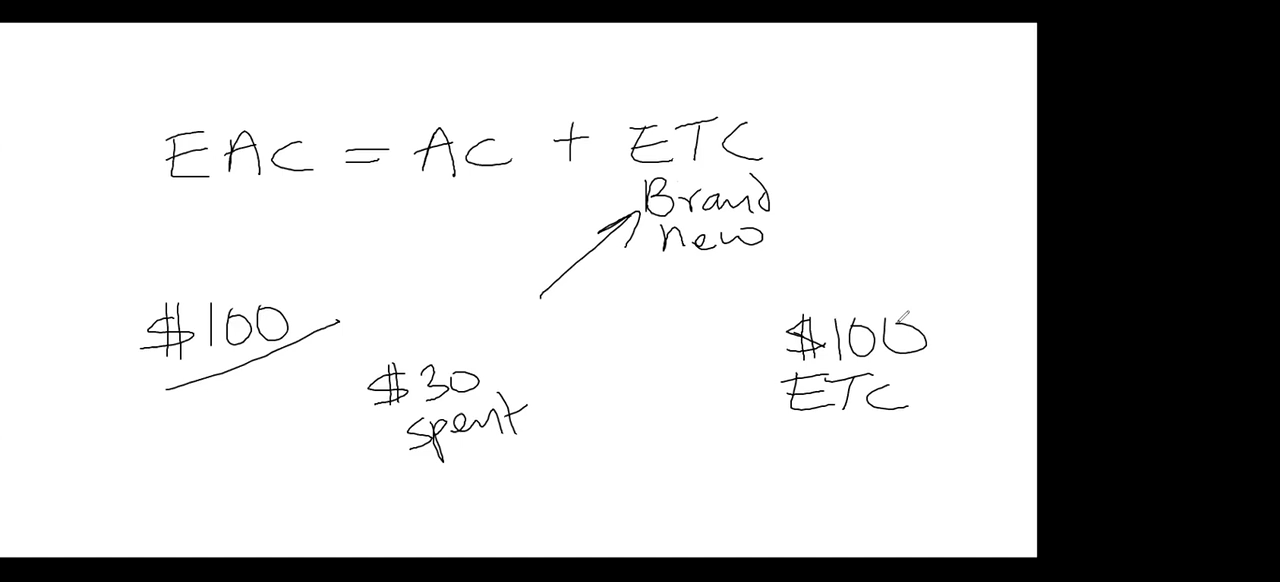 EAC = AC + ETC
Brand
new
$100
$30
spent
$100
ETC